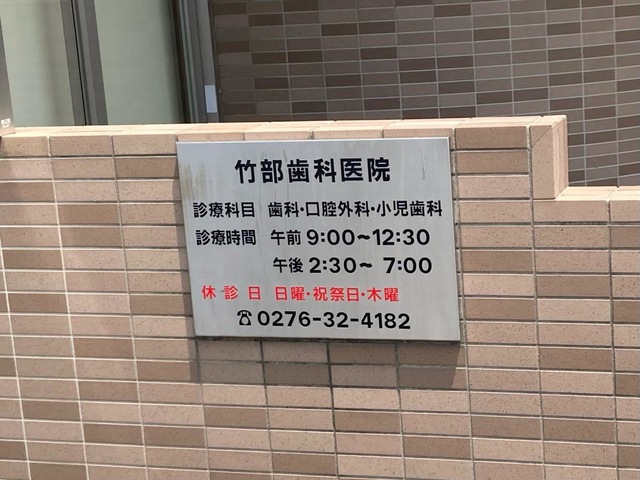 竹部歯科医院
診療科目 歯科・口腔外科・小児歯科
診療時間 午前 9:00~12:30
午後 2:30~ 7:00
休診日 日曜・祝祭日・木曜
☎0276-32-4182